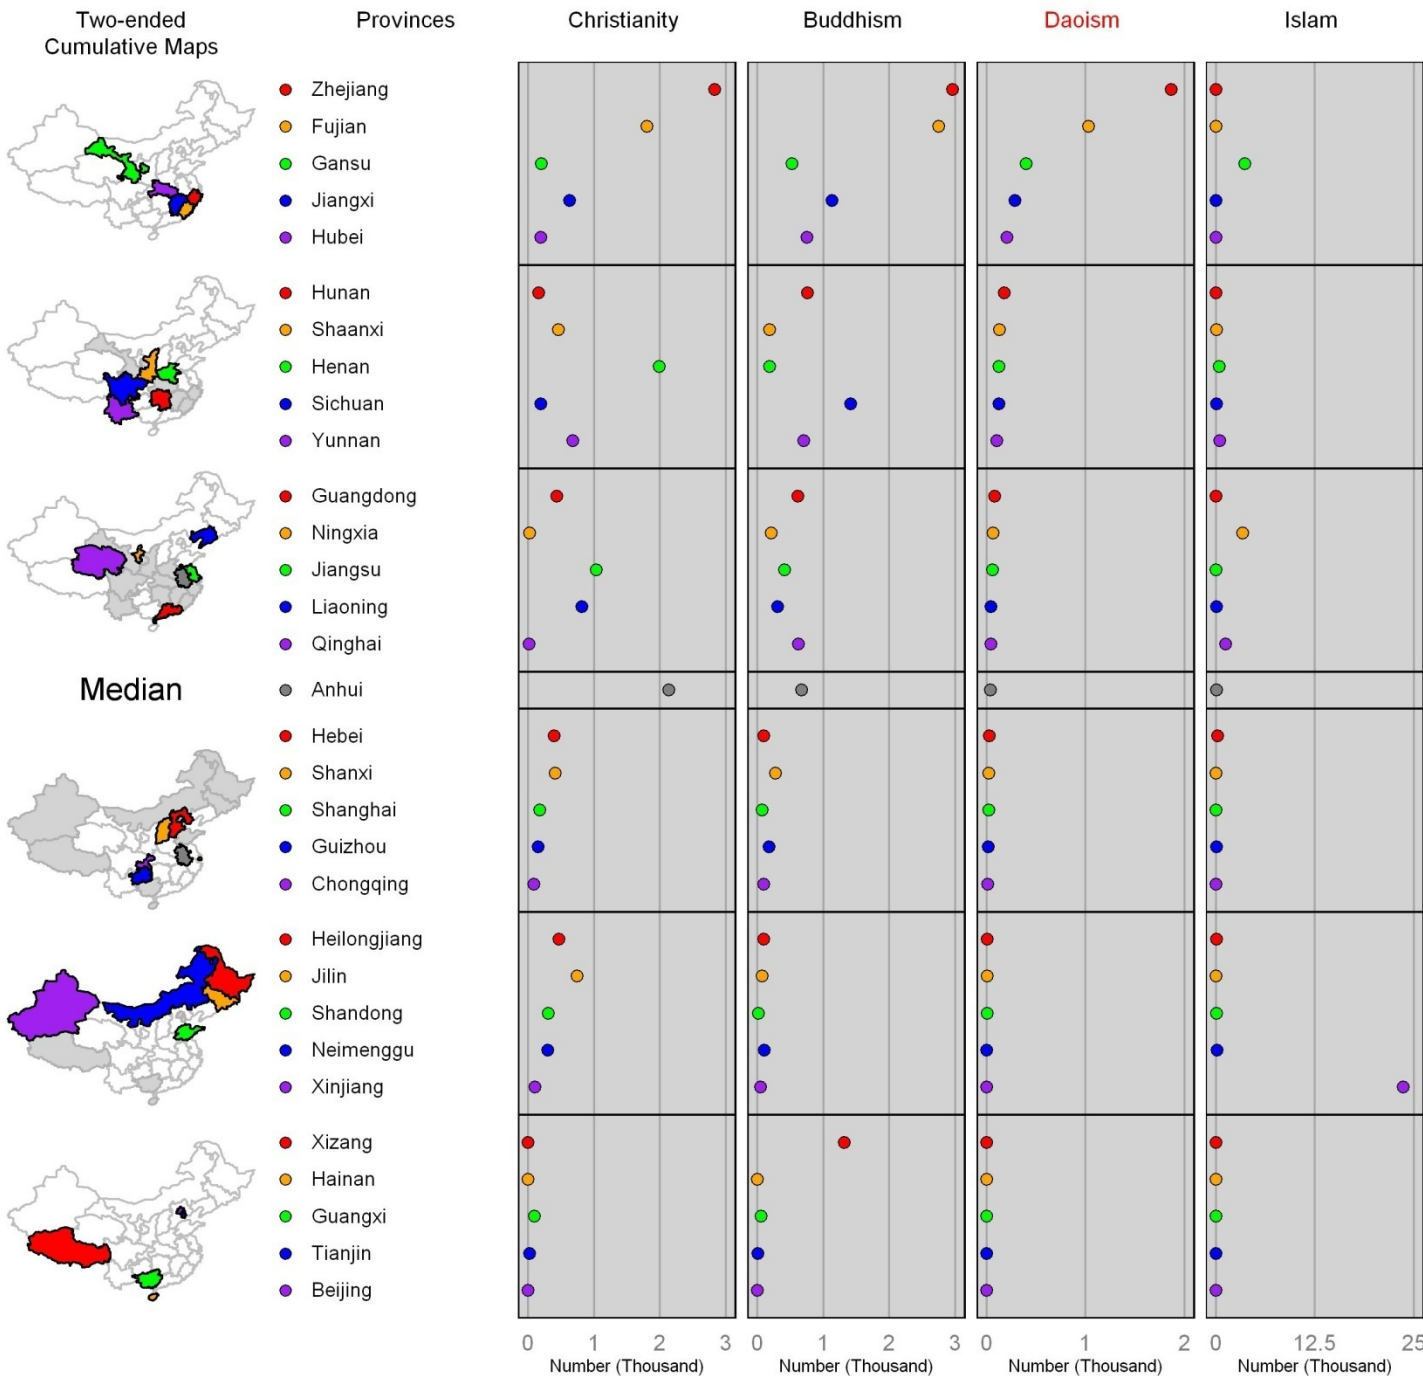 Two-ended
Cumulative Maps
Provinces
Christianity
Buddhism
Daoism
Islam
Zhejiang
Fujian
Gansu
Jiangxi
Hubei
Hunan
Shaanxi
Henan
Sichuan
Yunnan
Guangdong
Ningxia
Jiangsu
Liaoning
Qinghai
Median
Anhui
Hebei
Shanxi
Shanghai
Guizhou
Chongqing
Heilongjiang
Jilin
Shandong
Neimenggu
Xinjiang
Xizang
Hainan
Guangxi
Tianjin
Beijing
0 1 2 3
Number (Thousand)
0 1 2 3
Number (Thousand)
0 1 2
Number (Thousand)
0 12.5 25
Number (Thousand)